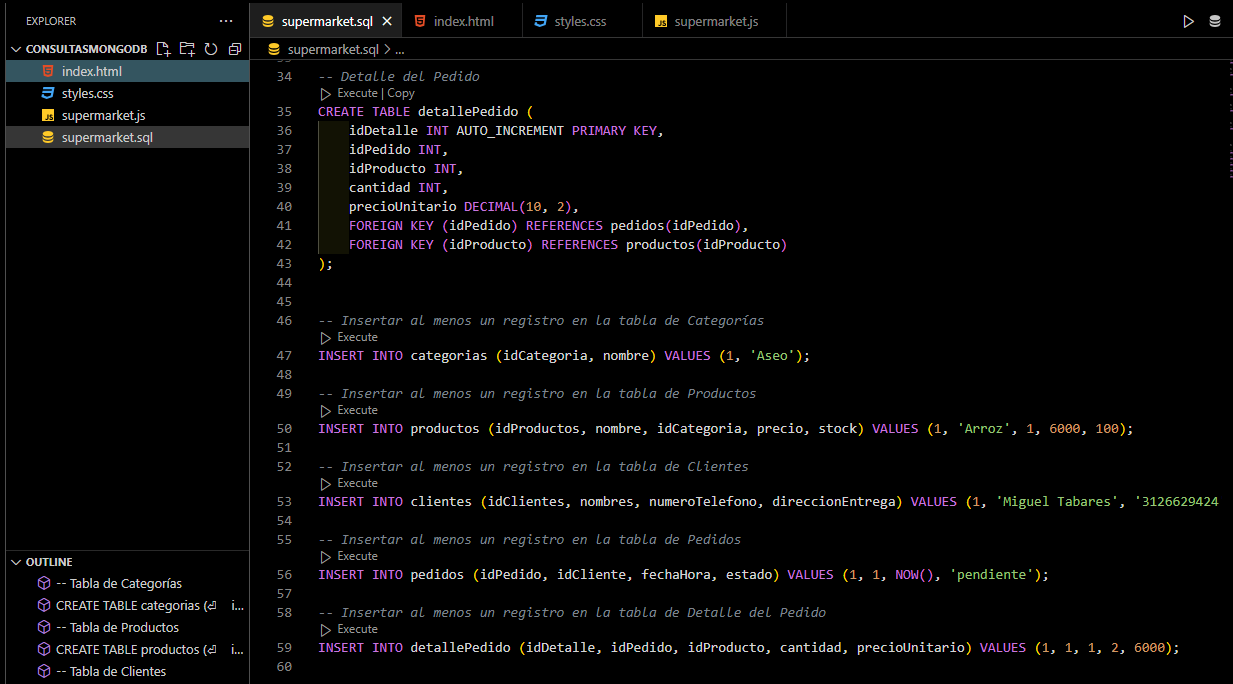 EXPLORER
CONSULTASMONGODB
index.html
styles.css
supermarket.js
supermarket.sql
OUTLINE
-- Tabla de Categorías
CREATE TABLE categorias (⏎ i...
-- Tabla de Productos
CREATE TABLE productos (⏎ i...
-- Tabla de Clientes
supermarket.sql index.html styles.css supermarket.js
supermarket.sql > ...
34 -- Detalle del Pedido
Execute | Copy
35 CREATE TABLE detallePedido (
36 idDetalle INT AUTO_INCREMENT PRIMARY KEY,
37 idPedido INT,
38 idProducto INT,
39 cantidad INT,
40 precioUnitario DECIMAL(10, 2),
41 FOREIGN KEY (idPedido) REFERENCES pedidos(idPedido),
42 FOREIGN KEY (idProducto) REFERENCES productos(idProducto)
43 );
44
45
46 -- Insertar al menos un registro en la tabla de Categorías
Execute
47 INSERT INTO categorias (idCategoria, nombre) VALUES (1, 'Aseo');
48
49 -- Insertar al menos un registro en la tabla de Productos
Execute
50 INSERT INTO productos (idProductos, nombre, idCategoria, precio, stock) VALUES (1, 'Arroz', 1, 6000, 100);
51
52 -- Insertar al menos un registro en la tabla de Clientes
Execute
53 INSERT INTO clientes (idClientes, nombres, numeroTelefono, direccionEntrega) VALUES (1, 'Miguel Tabares', '3126629424
54
55 -- Insertar al menos un registro en la tabla de Pedidos
Execute
56 INSERT INTO pedidos (idPedido, idCliente, fechaHora, estado) VALUES (1, 1, NOW(), 'pendiente');
57
58 -- Insertar al menos un registro en la tabla de Detalle del Pedido
Execute
59 INSERT INTO detallePedido (idDetalle, idPedido, idProducto, cantidad, precioUnitario) VALUES (1, 1, 1, 2, 6000);
60